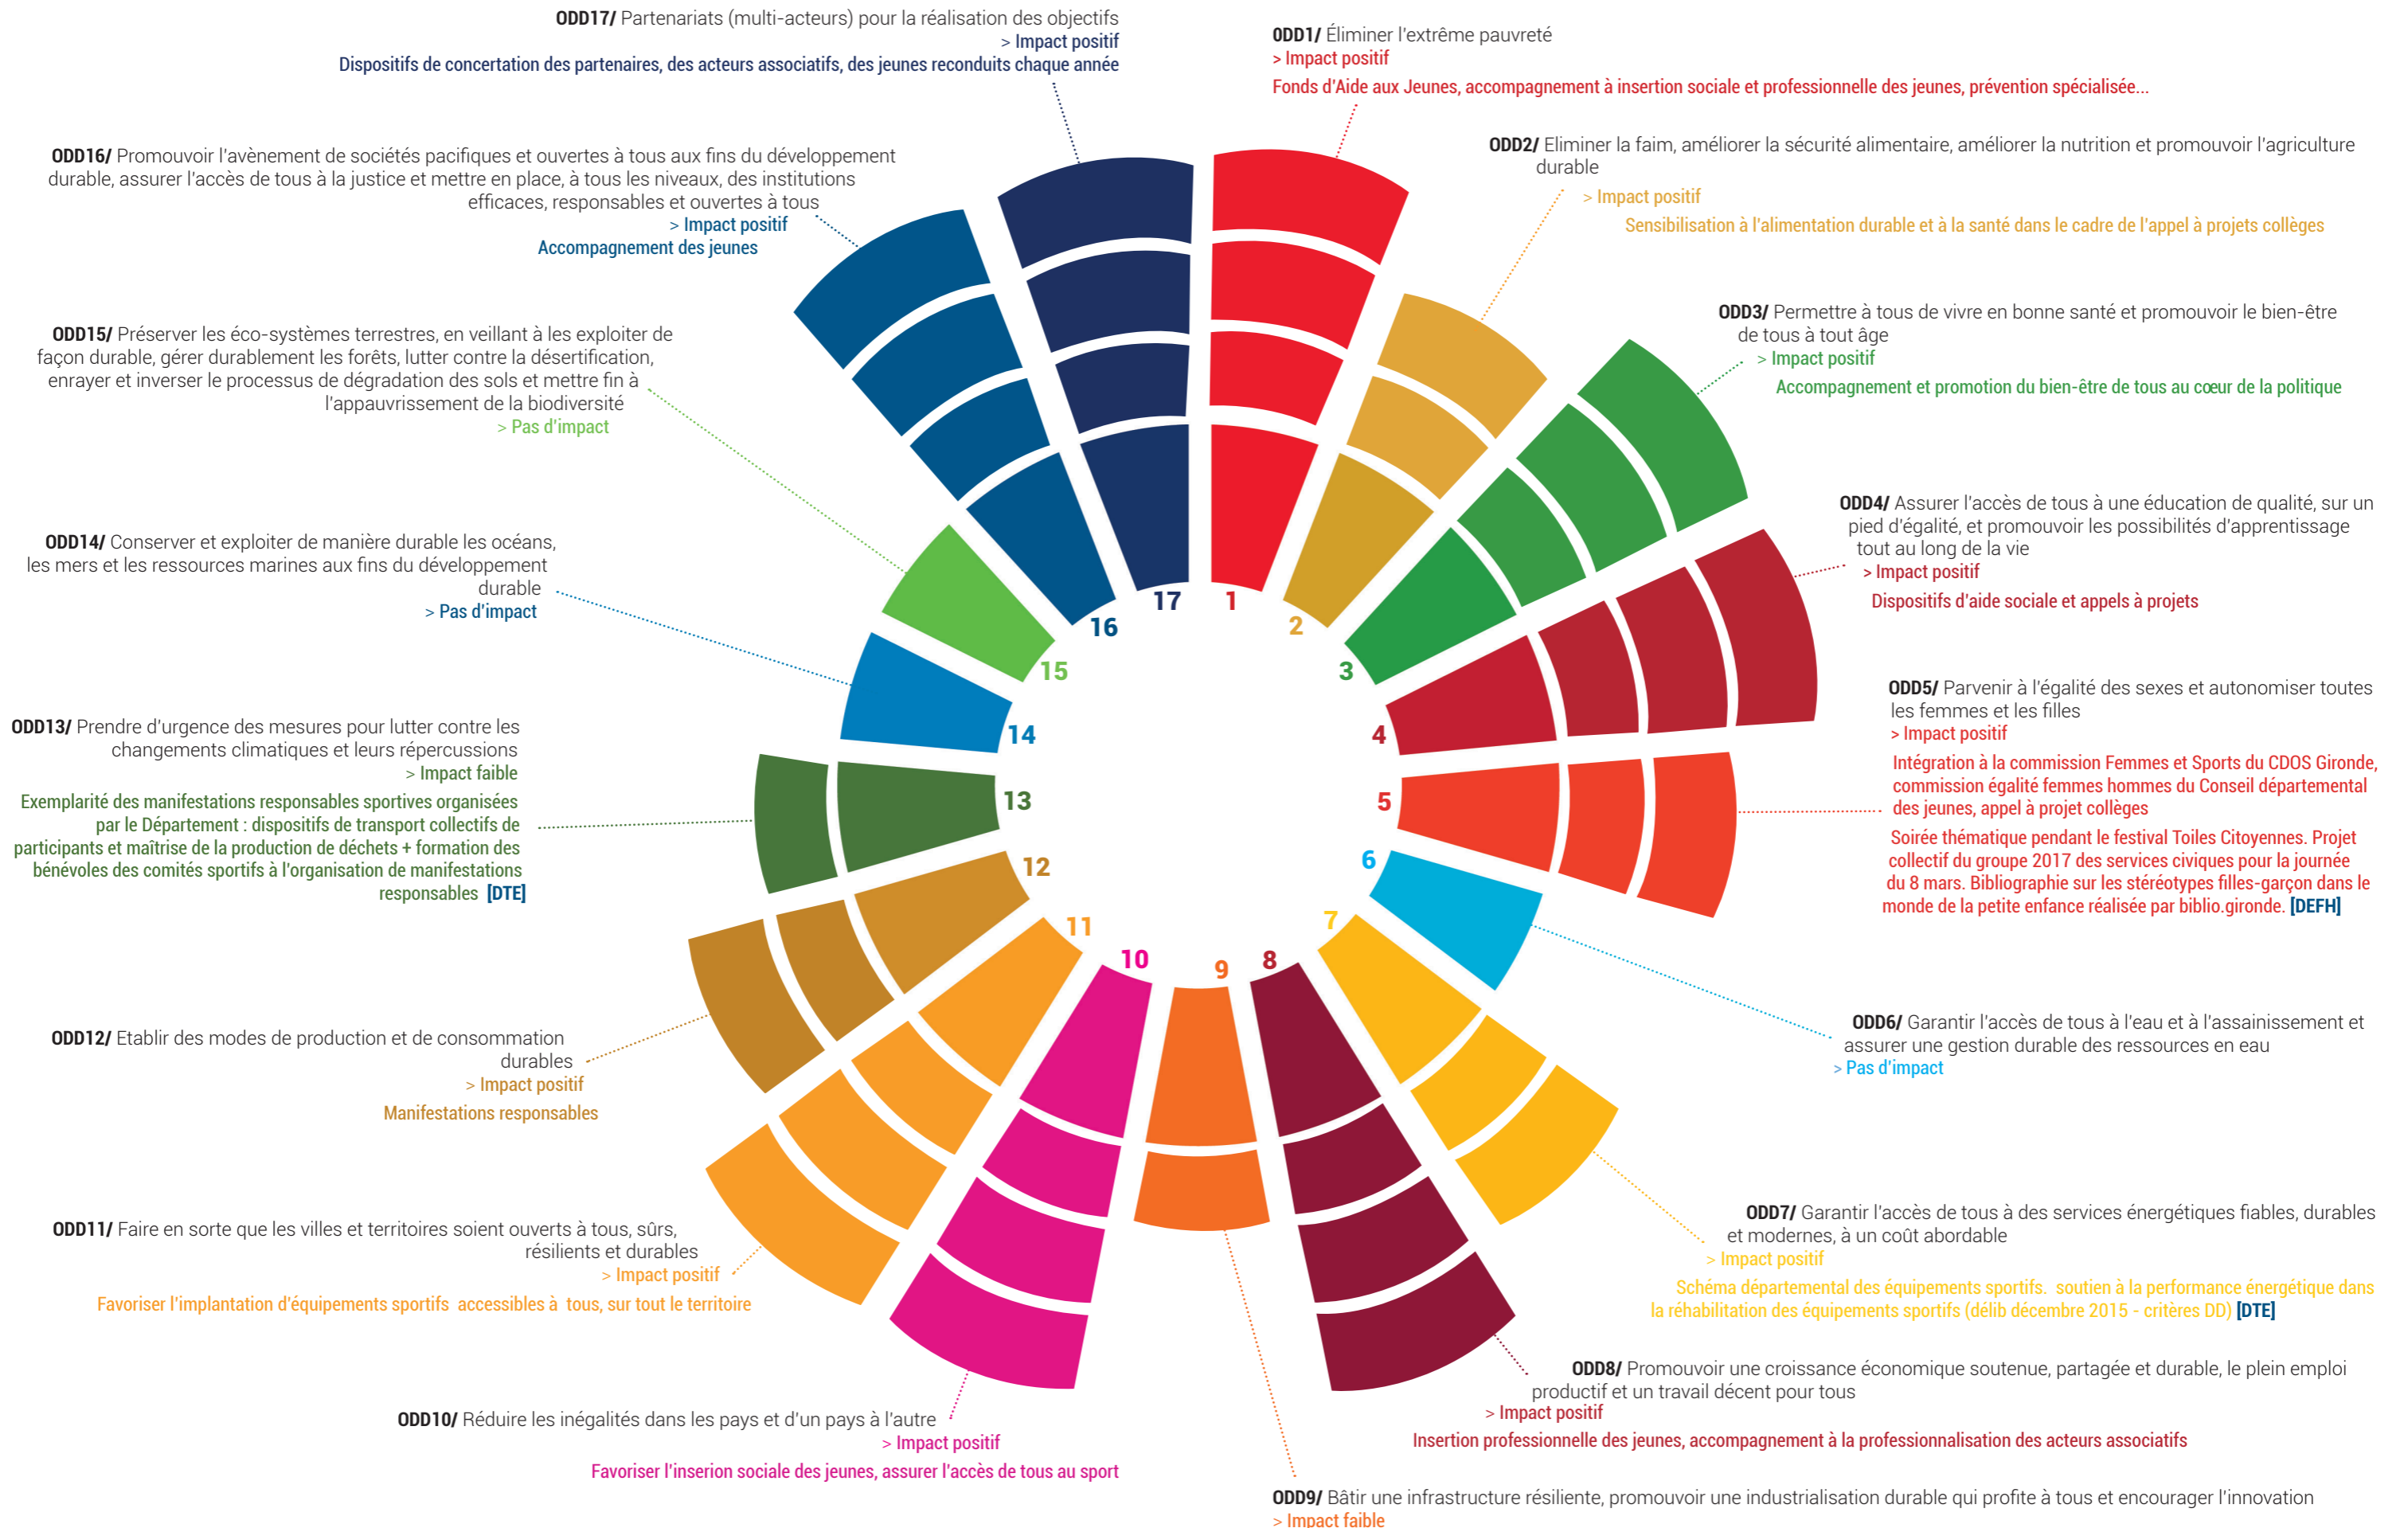 ODD17/ Partenariats (multi-acteurs) pour la réalisation des objectifs
> Impact positif
Dispositifs de concertation des partenaires, des acteurs associatifs, des jeunes reconduits chaque année
ODD1/ Éliminer l'extrême pauvreté
> Impact positif
Fonds d'Aide aux Jeunes, accompagnement à insertion sociale et professionnelle des jeunes, prévention spécialisée...
ODD2/ Eliminer la faim, améliorer la sécurité alimentaire, améliorer la nutrition et promouvoir l'agriculture
durable
> Impact positif
Sensibilisation à l'alimentation durable et à la santé dans le cadre de l'appel à projets collèges
ODD3/ Permettre à tous de vivre en bonne santé et promouvoir le bien-être
de tous à tout âge
> Impact positif
Accompagnement et promotion du bien-être de tous au cœur de la politique
ODD4/ Assurer l'accès de tous à une éducation de qualité, sur un
pied d'égalité, et promouvoir les possibilités d'apprentissage
tout au long de la vie
> Impact positif
Dispositifs d'aide sociale et appels à projets
ODD5/ Parvenir à l'égalité des sexes et autonomiser toutes
les femmes et les filles
> Impact positif
Intégration à la commission Femmes et Sports du CDOS Gironde,
commission égalité femmes hommes du Conseil départemental
des jeunes, appel à projet collèges
Soirée thématique pendant le festival Toiles Citoyennes. Projet
collectif du groupe 2017 des services civiques pour la journée
du 8 mars. Bibliographie sur les stéréotypes filles-garçon dans le
monde de la petite enfance réalisée par biblio.gironde. [DEFH]
ODD6/ Garantir l'accès de tous à l'eau et à l'assainissement et
assurer une gestion durable des ressources en eau
> Pas d'impact
ODD7/ Garantir l'accès de tous à des services énergétiques fiables, durables
et modernes, à un coût abordable
> Impact positif
Schéma départemental des équipements sportifs. soutien à la performance énergétique dans
la réhabilitation des équipements sportifs (délib décembre 2015 - critères DD) [DTE]
ODD8/ Promouvoir une croissance économique soutenue, partagée et durable, le plein emploi
productif et un travail décent pour tous
> Impact positif
Insertion professionnelle des jeunes, accompagnement à la professionnalisation des acteurs associatifs
ODD9/ Bâtir une infrastructure résiliente, promouvoir une industrialisation durable qui profite à tous et encourager l'innovation
> Impact faible
ODD10/ Réduire les inégalités dans les pays et d'un pays à l'autre
> Impact positif
Favoriser l'inserion sociale des jeunes, assurer l'accès de tous au sport
ODD11/ Faire en sorte que les villes et territoires soient ouverts à tous, sûrs,
résilients et durables
> Impact positif
Favoriser l'implantation d'équipements sportifs accessibles à tous, sur tout le territoire
ODD12/ Etablir des modes de production et de consommation
durables
> Impact positif
Manifestations responsables
ODD13/ Prendre d'urgence des mesures pour lutter contre les
changements climatiques et leurs répercussions
> Impact faible
Exemplarité des manifestations responsables sportives organisées
par le Département : dispositifs de transport collectifs de
participants et maîtrise de la production de déchets + formation des
bénévoles des comités sportifs à l'organisation de manifestations
responsables [DTE]
ODD14/ Conserver et exploiter de manière durable les océans,
les mers et les ressources marines aux fins du développement
durable
> Pas d'impact
ODD15/ Préserver les éco-systèmes terrestres, en veillant à les exploiter de
façon durable, gérer durablement les forêts, lutter contre la désertification,
enrayer et inverser le processus de dégradation des sols et mettre fin à
l'appauvrissement de la biodiversité
> Pas d'impact
ODD16/ Promouvoir l'avènement de sociétés pacifiques et ouvertes à tous aux fins du développement
durable, assurer l'accès de tous à la justice et mettre en place, à tous les niveaux, des institutions
efficaces, responsables et ouvertes à tous
> Impact positif
Accompagnement des jeunes
1
2
3
4
5
6
7
8
9
10
11
12
13
14
15
16
17